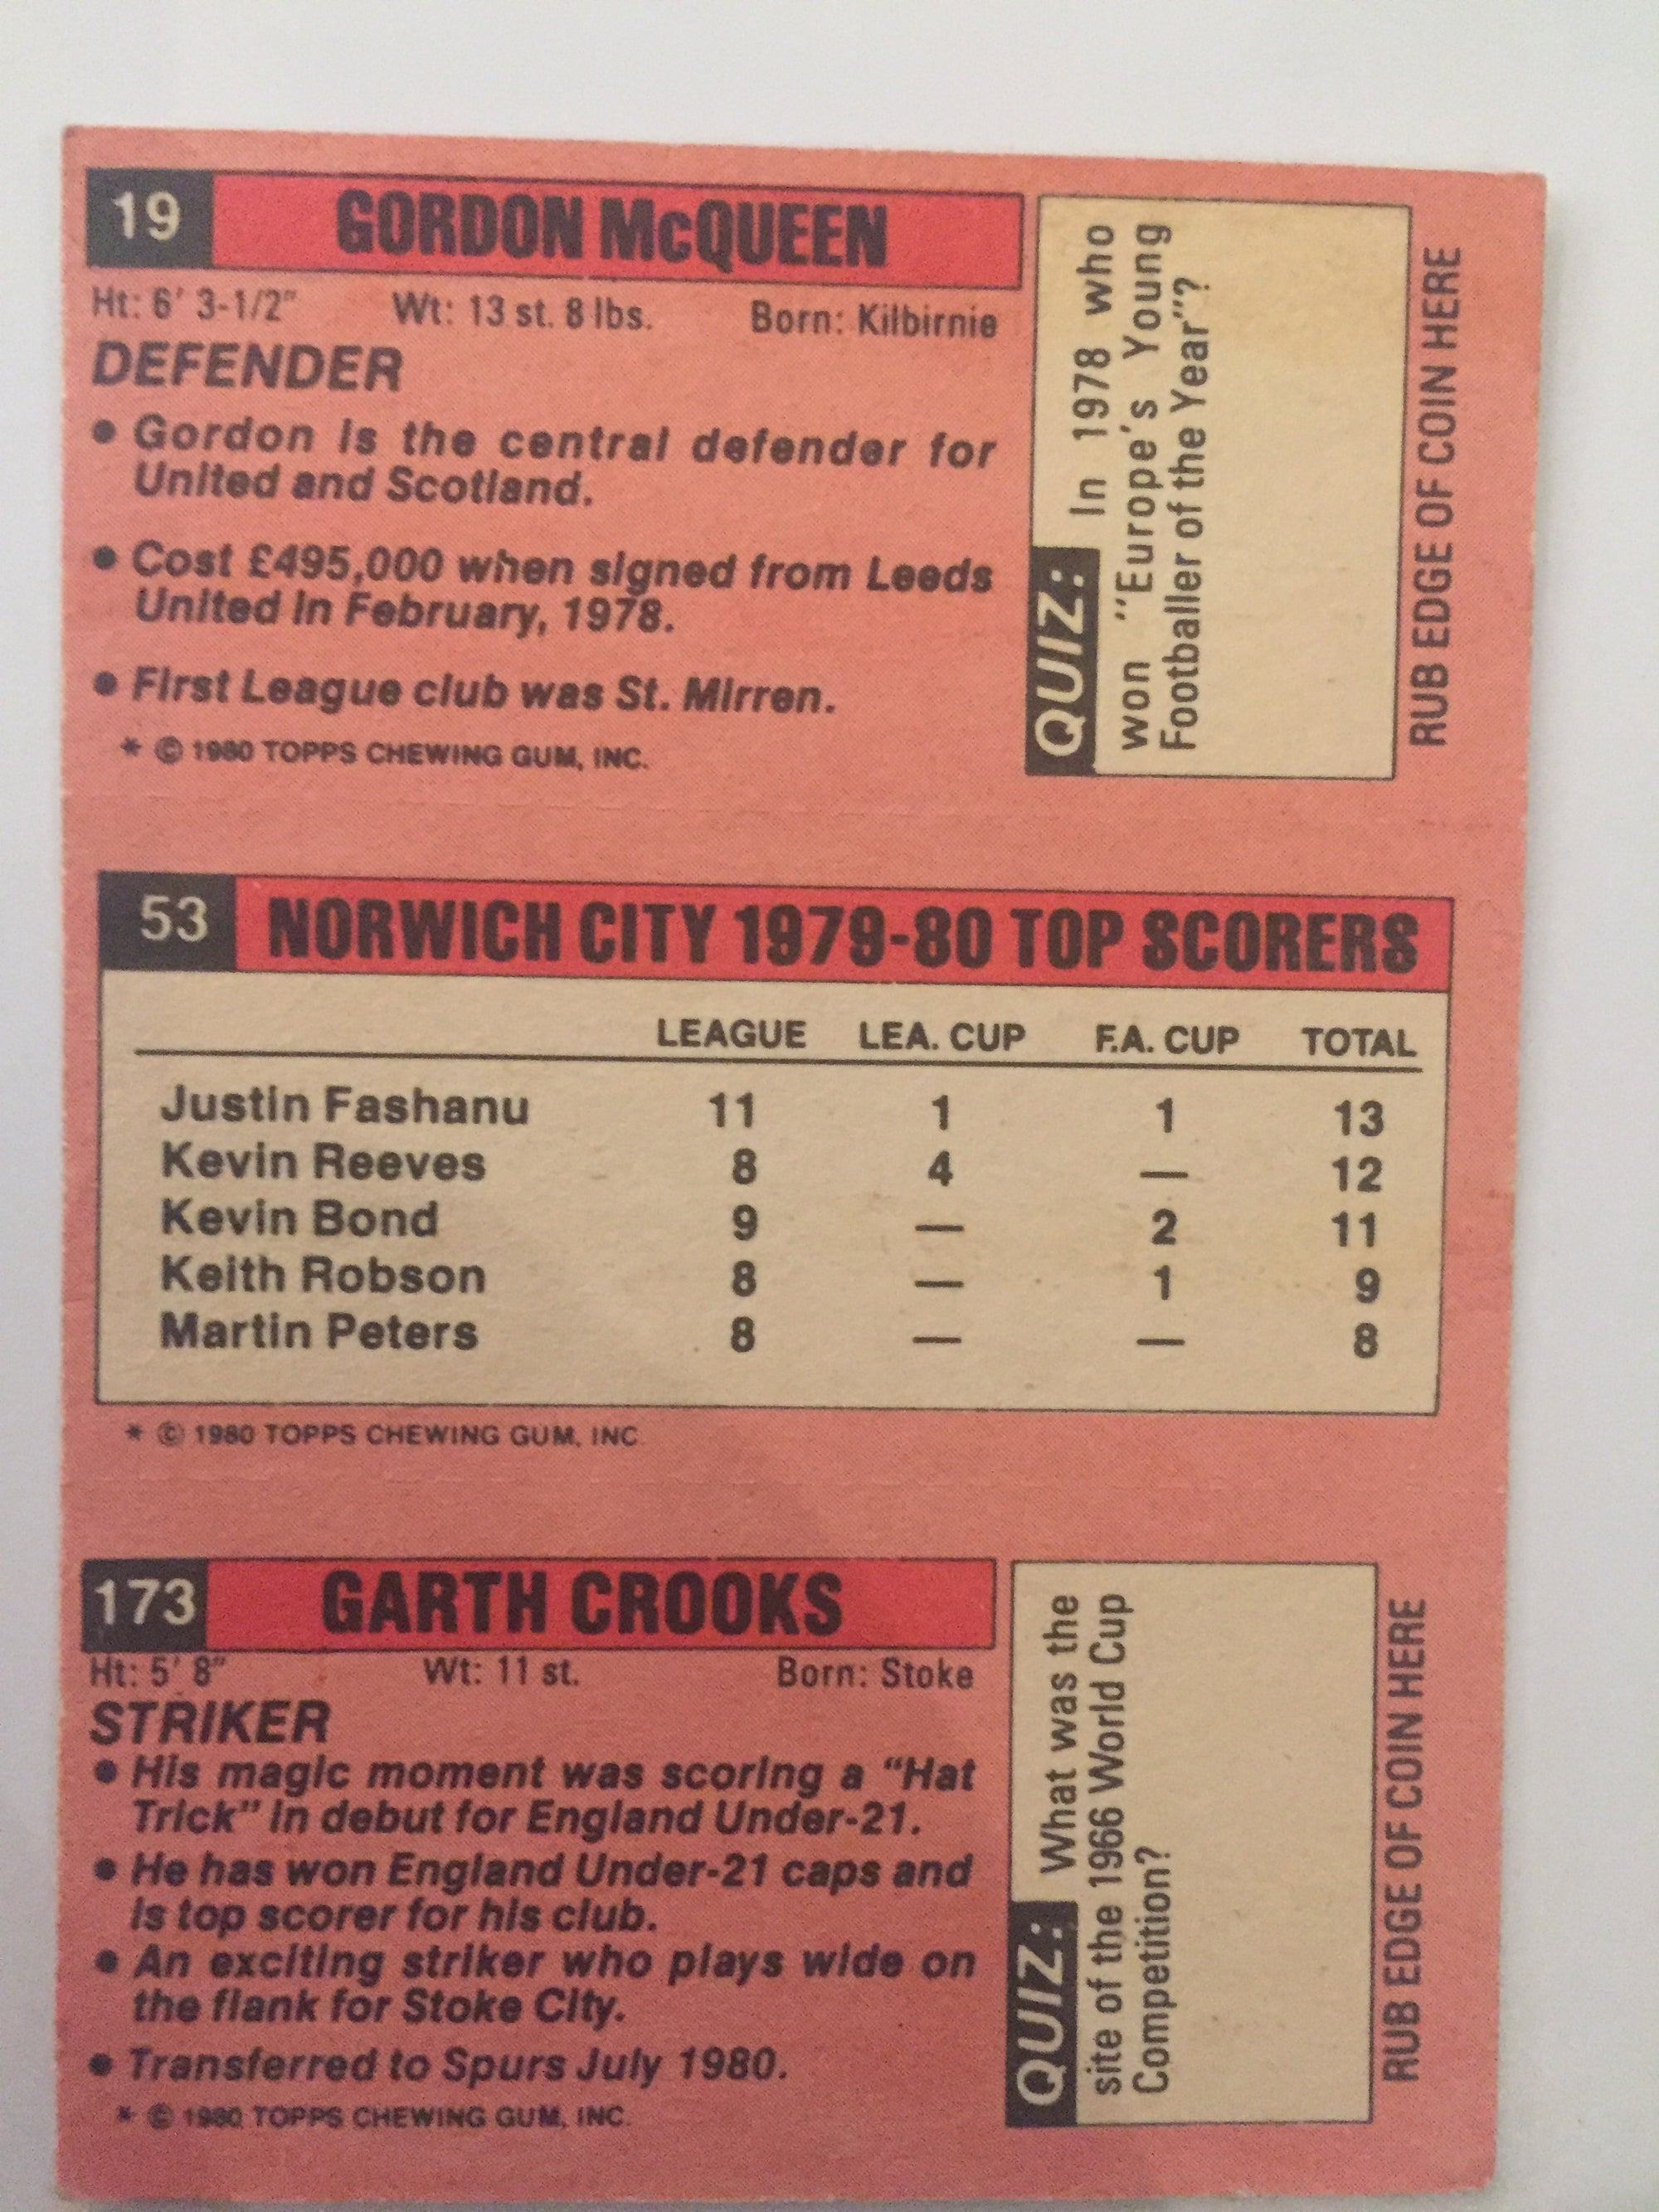 19 GORDON McQUEEN
Ht: 6' 3-1/2" Wt: 13 st. 8 lbs. Born: Kilbirnie
DEFENDER
• Gordon is the central defender for
United and Scotland.
• Cost £495,000 when signed from Leeds
United in February, 1978.
• First League club was St. Mirren.
* © 1980 TOPPS CHEWING GUM, INC.
QUIZ: In 1978 who
won "Europe's Young
Footballer of the Year"?
RUB EDGE OF COIN HERE
53 NORWICH CITY 1979-80 TOP SCORERS
LEAGUE LEA. CUP F.A. CUP TOTAL
Justin Fashanu 11 1 1 13
Kevin Reeves 8 4 — 12
Kevin Bond 9 — 2 11
Keith Robson 8 — 1 9
Martin Peters 8 — — 8
* © 1980 TOPPS CHEWING GUM, INC
173 GARTH CROOKS
Ht: 5' 8" Wt: 11 st. Born: Stoke
STRIKER
• His magic moment was scoring a "Hat
Trick" in debut for England Under-21.
• He has won England Under-21 caps and
is top scorer for his club.
• An exciting striker who plays wide on
the flank for Stoke City.
• Transferred to Spurs July 1980.
* © 1980 TOPPS CHEWING GUM, INC.
QUIZ: What was the
site of the 1966 World Cup
Competition?
RUB EDGE OF COIN HERE